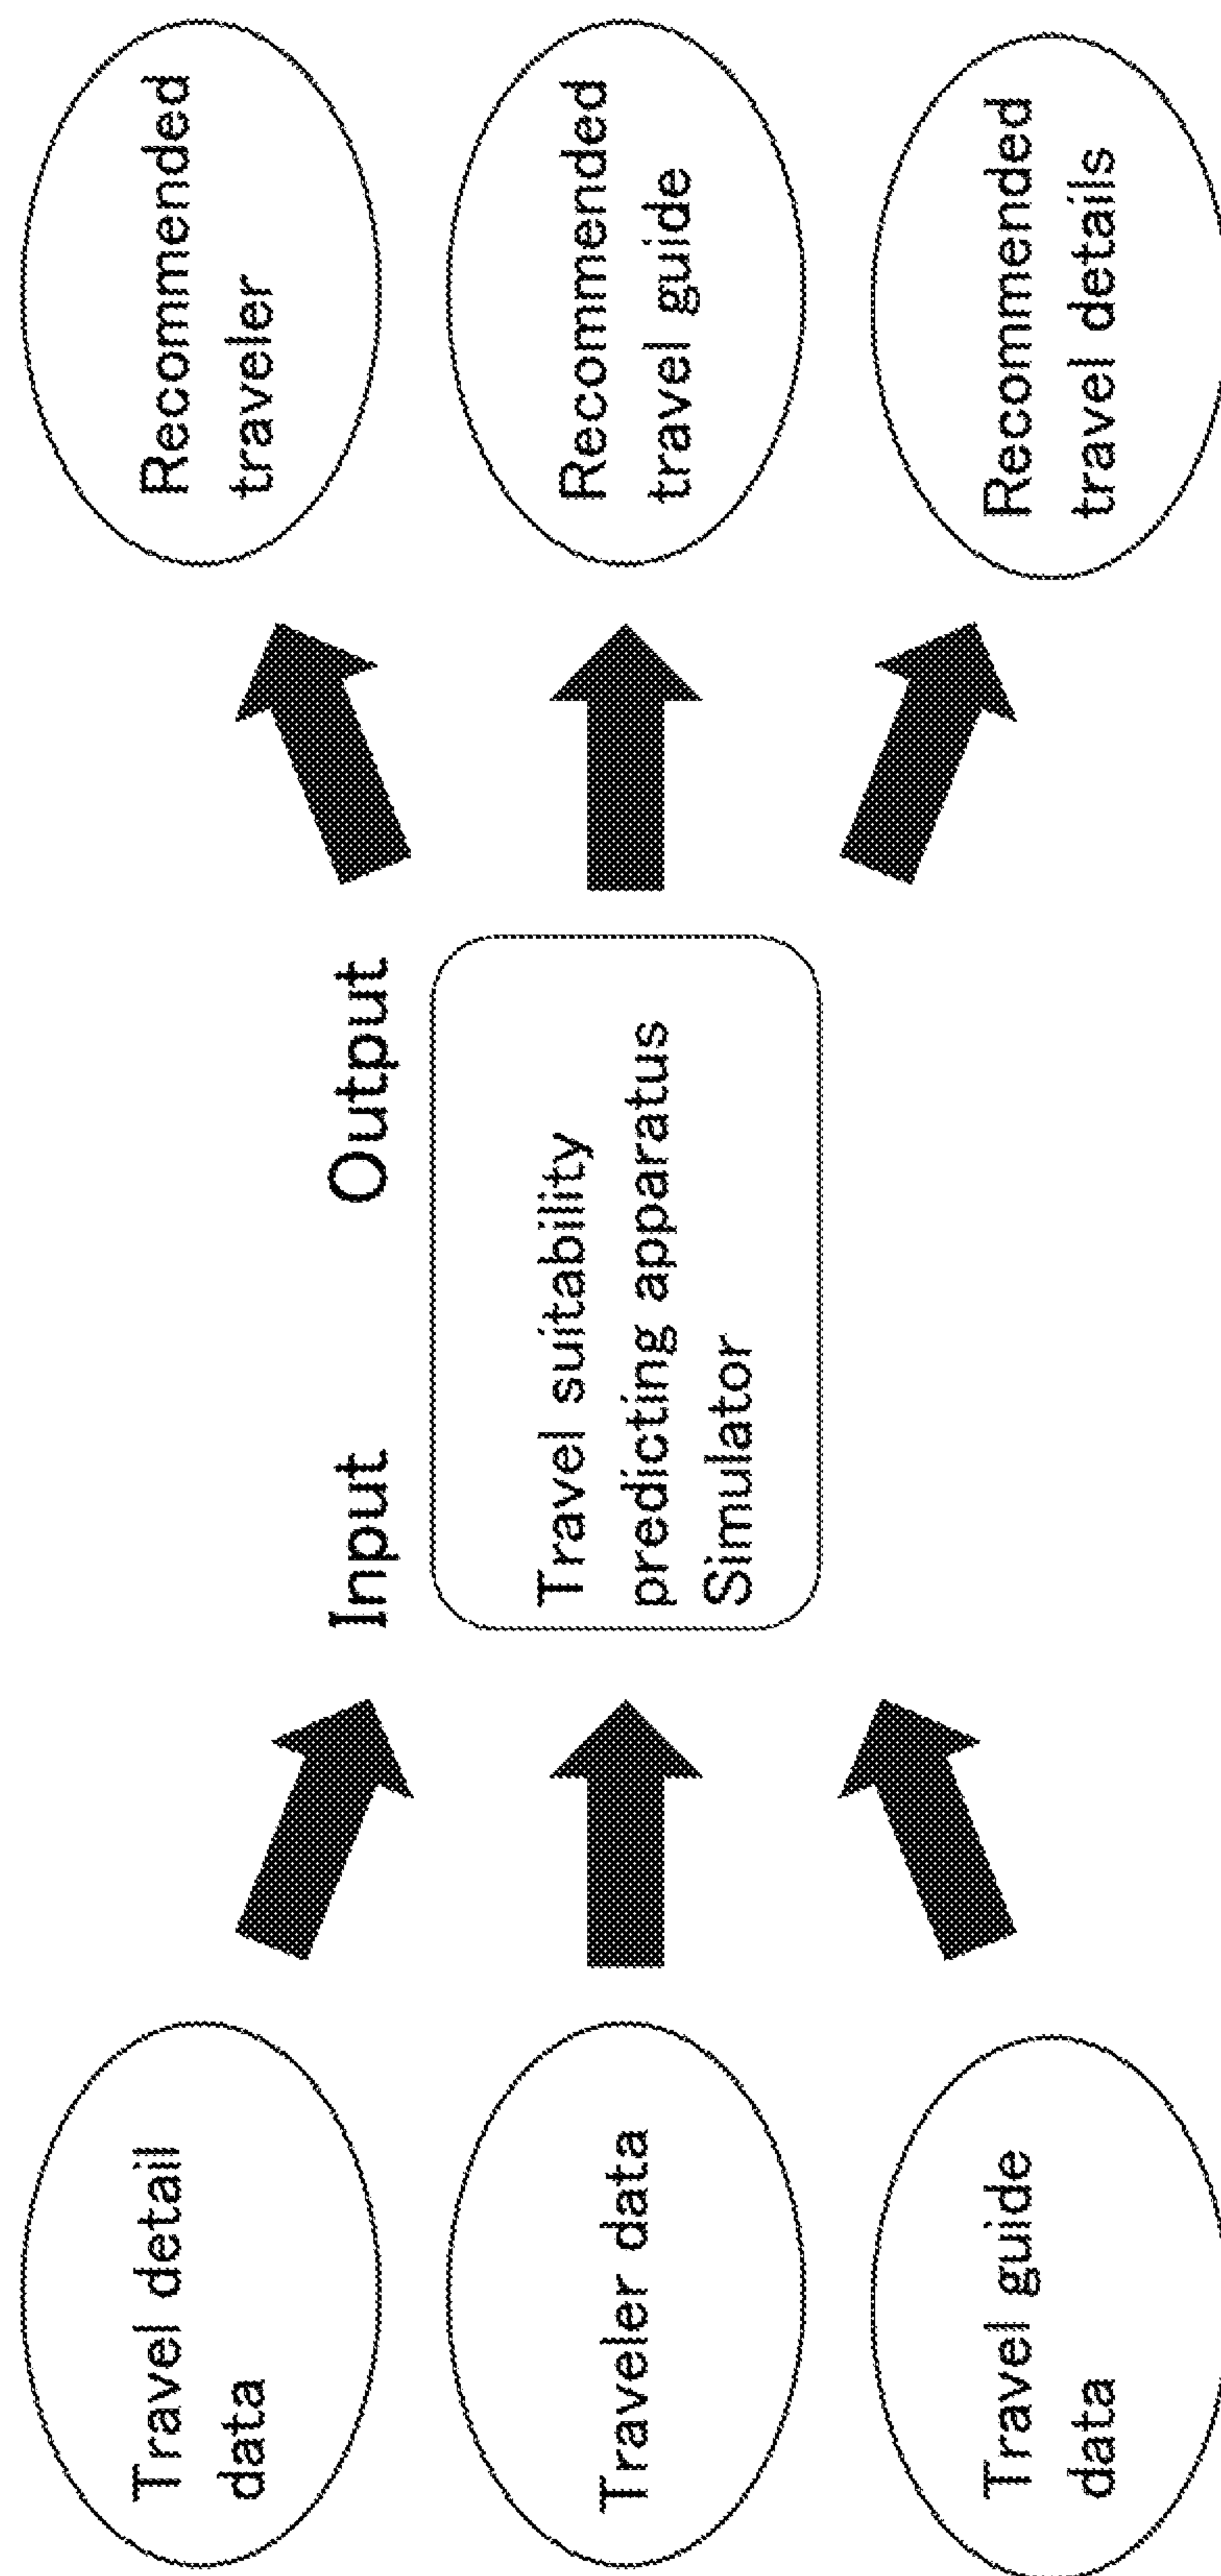 Travel detail
data
Traveler data
Travel guide
data
Input
Output
Travel suitability
predicting apparatus
Simulator
Recommended
traveler
Recommended
travel guide
Recommended
travel details